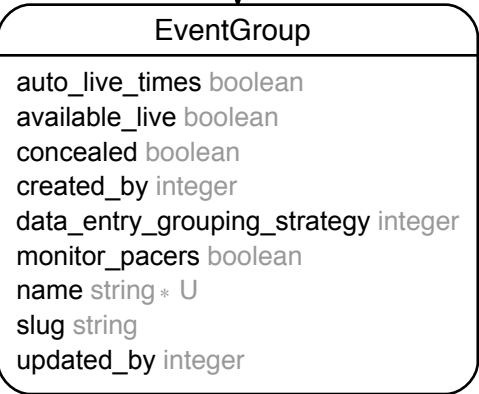 EventGroup
auto_live_times boolean
available_live boolean
concealed boolean
created_by integer
data_entry_grouping_strategy integer
monitor_pacers boolean
name string ∗ U
slug string
updated_by integer